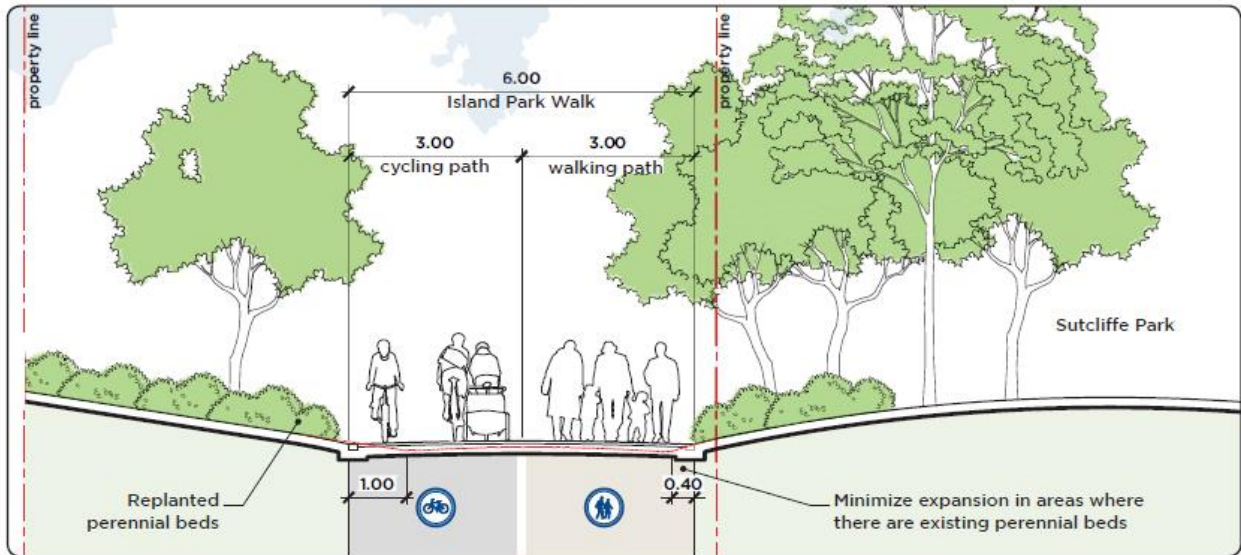 property line
property line
6.00
Island Park Walk
3.00
3.00
cycling path
walking path
Sutcliffe Park
1.00
0.40
Replanted
perennial beds
Minimize expansion in areas where
there are existing perennial beds